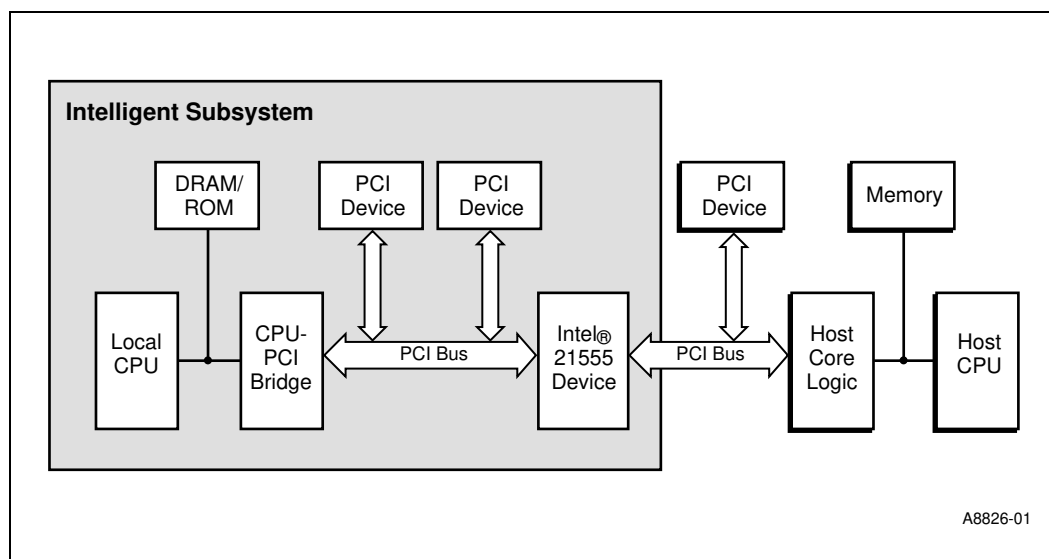 Intelligent Subsystem
DRAM/
ROM
PCI
Device
PCI
Device
PCI
Device
Memory
Local
CPU
CPU-
PCI
Bridge
PCI Bus
Intel®
21555
Device
PCI Bus
Host
Core
Logic
Host
CPU
A8826-01